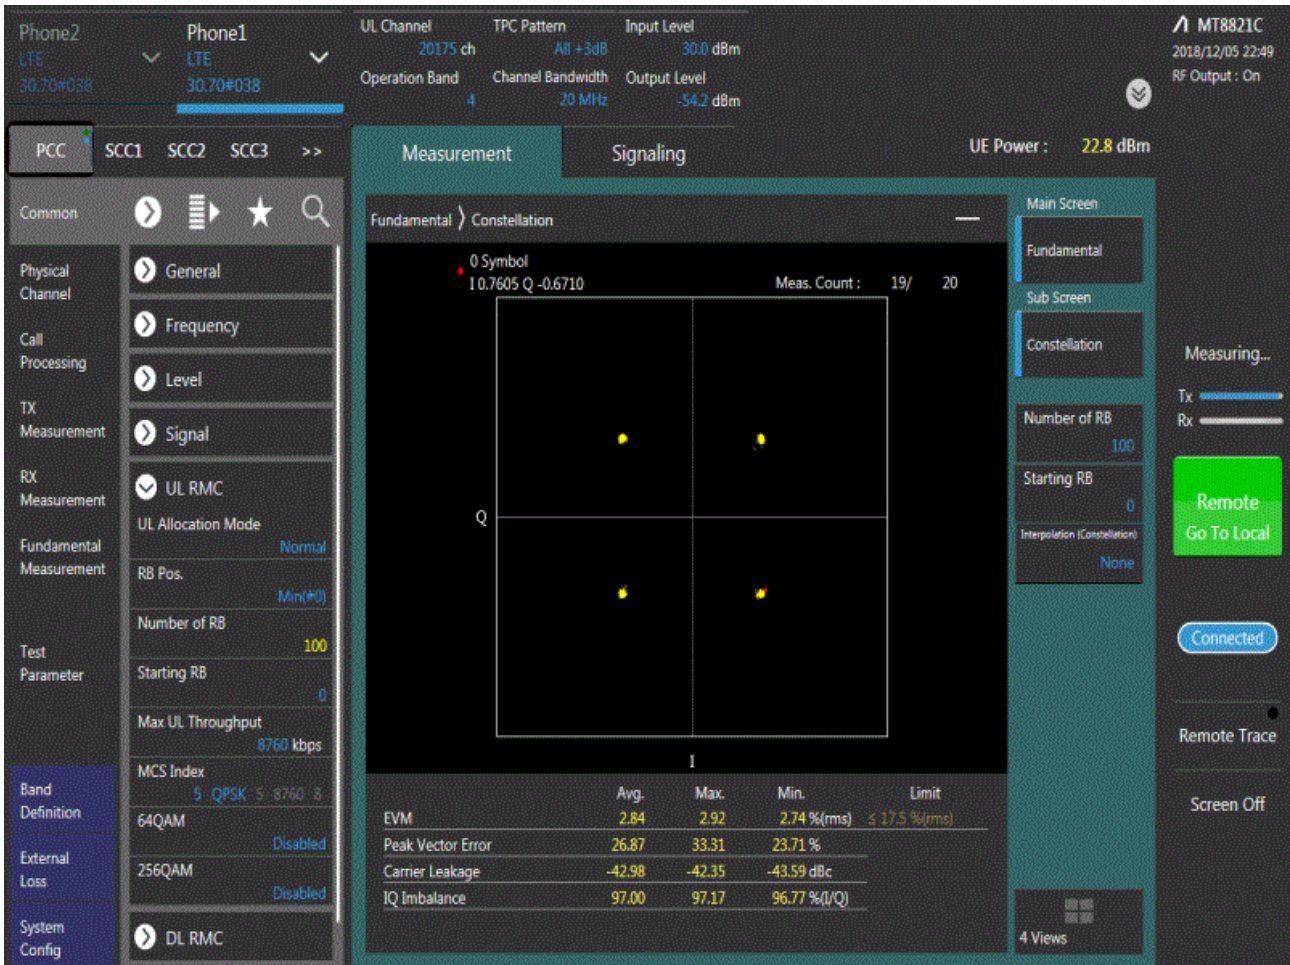 Phone2
LTE
30.70#038
Phone1
LTE
30.70#038
UL Channel
20175 ch
TPC Pattern
All +3dB
Input Level
30.0 dBm
Operation Band
4
Channel Bandwidth
20 MHz
Output Level
-54.2 dBm
MT8821C
2018/12/05 22:49
RF Output : On
PCC SCC1 SCC2 SCC3 >>
Measurement
Signaling
UE Power : 22.8 dBm
Common
Physical
Channel
Call
Processing
TX
Measurement
RX
Measurement
Fundamental
Measurement
Test
Parameter
Band
Definition
External
Loss
System
Config
General
Frequency
Level
Signal
UL RMC
UL Allocation Mode
Normal
RB Pos.
Min(#0)
Number of RB
100
Starting RB
0
Max UL Throughput
8760 kbps
MCS Index
5 QPSK 5 8760 8
64QAM
Disabled
256QAM
Disabled
DL RMC
Fundamental 〉 Constellation
0 Symbol
I 0.7605 Q -0.6710
Meas. Count : 19/ 20
Q
I
Avg. Max. Min. Limit
EVM 2.84 2.92 2.74 %(rms) ≤ 17.5 %(rms)
Peak Vector Error 26.87 33.31 23.71 %
Carrier Leakage -42.98 -42.35 -43.59 dBc
IQ Imbalance 97.00 97.17 96.77 %(I/Q)
Main Screen
Fundamental
Sub Screen
Constellation
Number of RB
100
Starting RB
0
Interpolation (Constellation)
None
4 Views
Measuring...
Tx
Rx
Remote
Go To Local
Connected
Remote Trace
Screen Off